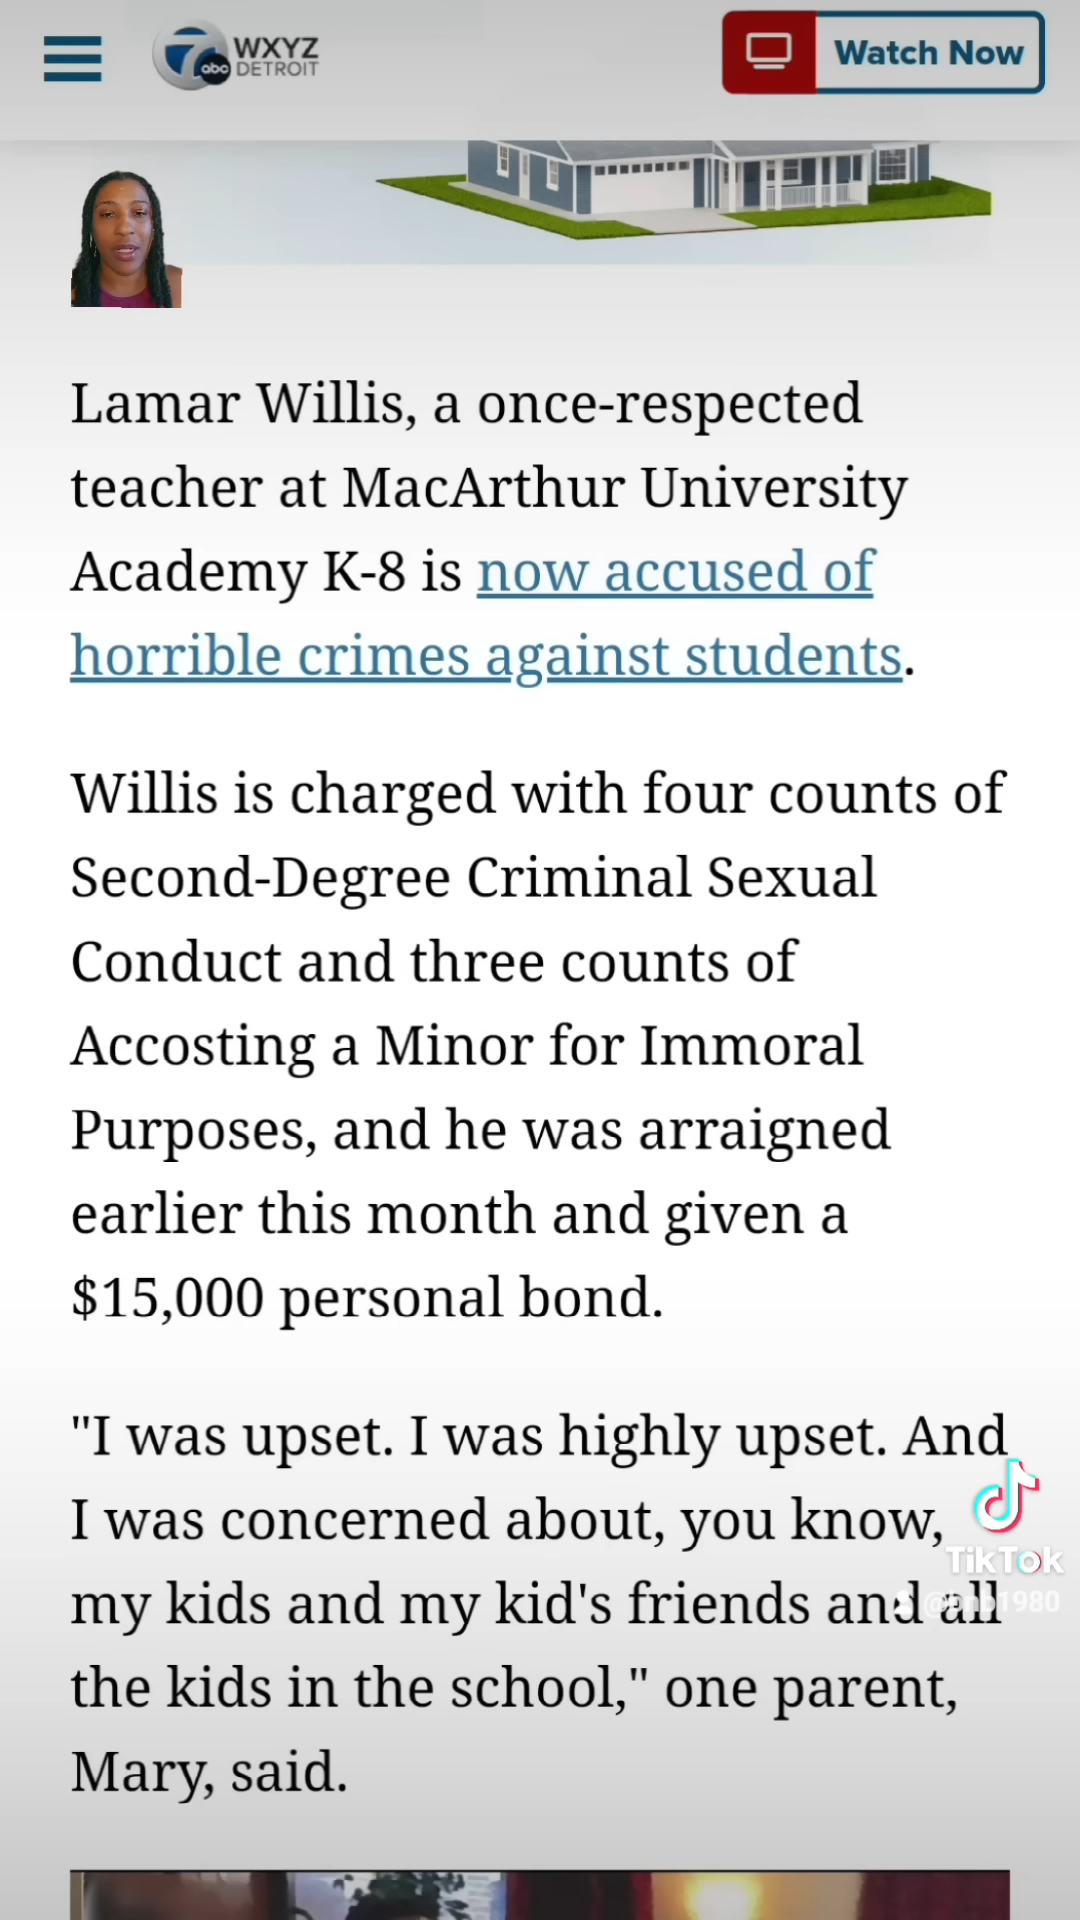 7
abc
WXYZ
DETROIT
Watch Now
Lamar Willis, a once-respected
teacher at MacArthur University
Academy K-8 is now accused of
horrible crimes against students.
Willis is charged with four counts of
Second-Degree Criminal Sexual
Conduct and three counts of
Accosting a Minor for Immoral
Purposes, and he was arraigned
earlier this month and given a
$15,000 personal bond.
"I was upset. I was highly upset. And
I was concerned about, you know,
my kids and my kid's friends and all
the kids in the school," one parent,
Mary, said.
TikTok